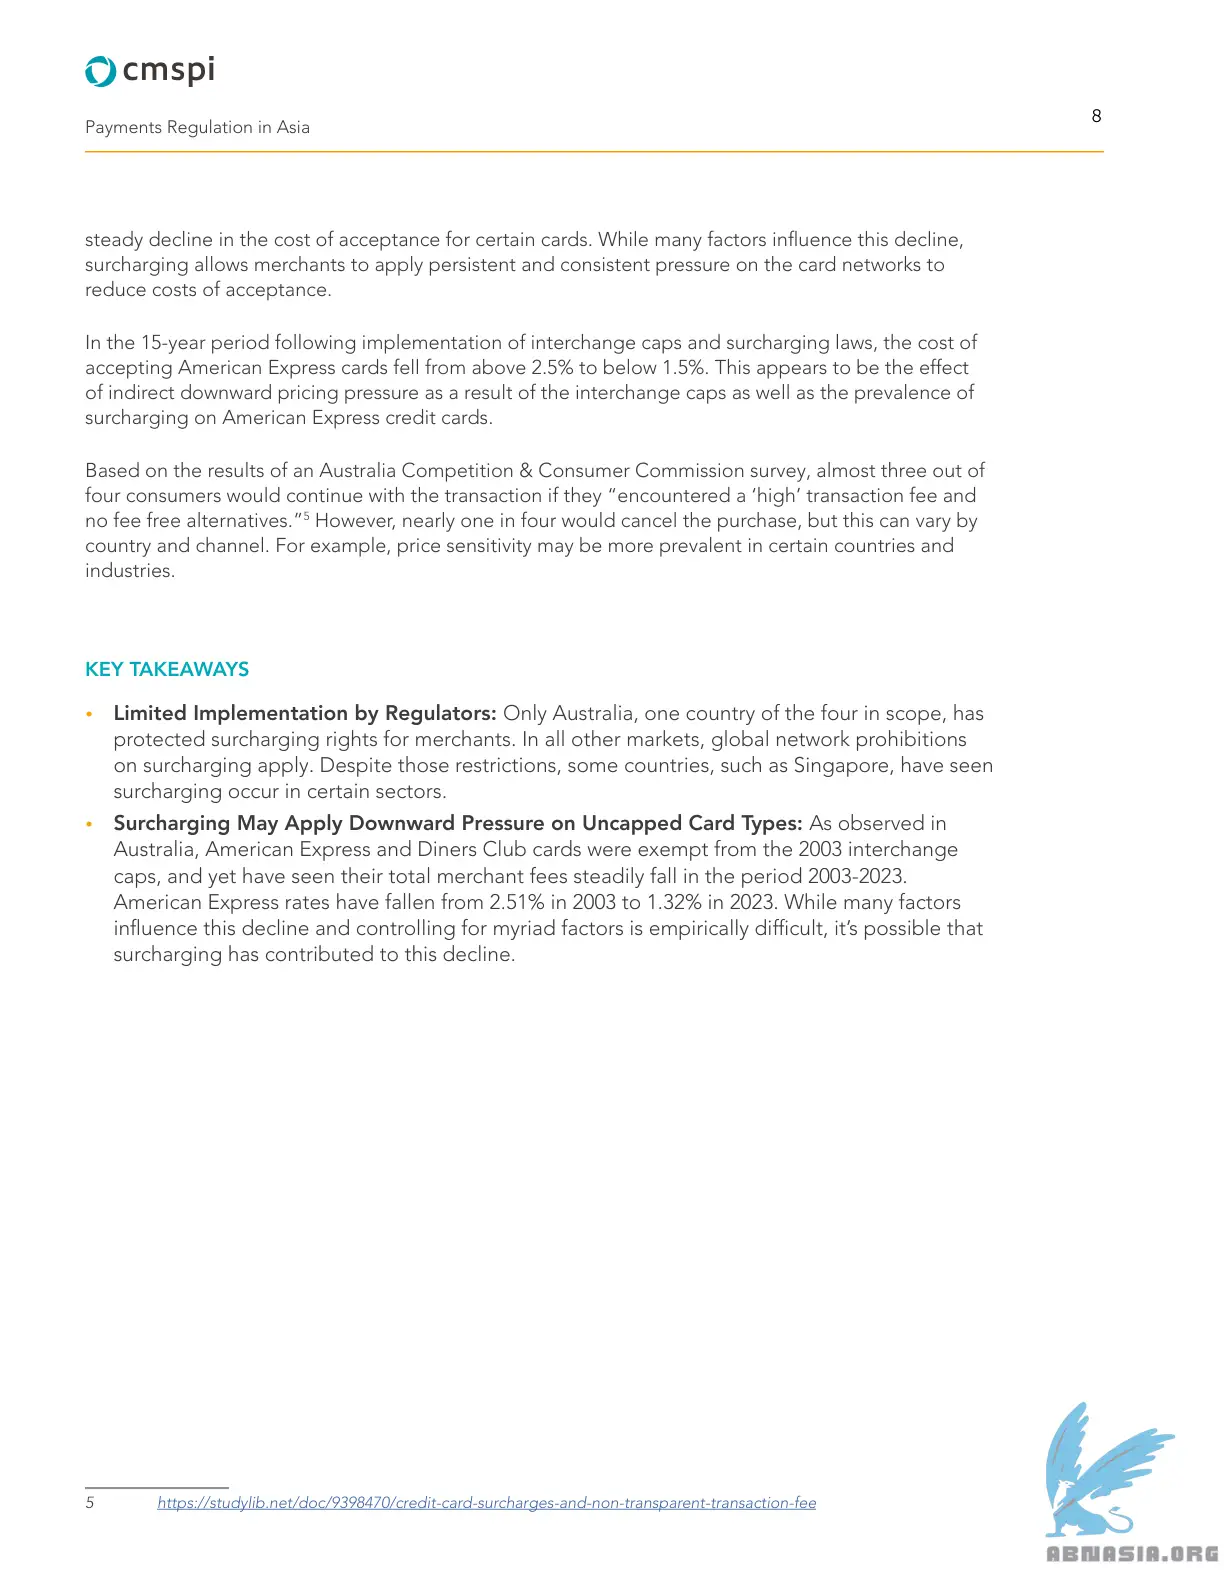 cmspi
8
Payments Regulation in Asia
steady decline in the cost of acceptance for certain cards. While many factors influence this decline,
surcharging allows merchants to apply persistent and consistent pressure on the card networks to
reduce costs of acceptance.
In the 15-year period following implementation of interchange caps and surcharging laws, the cost of
accepting American Express cards fell from above 2.5% to below 1.5%. This appears to be the effect
of indirect downward pricing pressure as a result of the interchange caps as well as the prevalence of
surcharging on American Express credit cards.
Based on the results of an Australia Competition & Consumer Commission survey, almost three out of
four consumers would continue with the transaction if they “encountered a ‘high’ transaction fee and
no fee free alternatives.”5 However, nearly one in four would cancel the purchase, but this can vary by
country and channel. For example, price sensitivity may be more prevalent in certain countries and
industries.
KEY TAKEAWAYS
• Limited Implementation by Regulators: Only Australia, one country of the four in scope, has
protected surcharging rights for merchants. In all other markets, global network prohibitions
on surcharging apply. Despite those restrictions, some countries, such as Singapore, have seen
surcharging occur in certain sectors.
• Surcharging May Apply Downward Pressure on Uncapped Card Types: As observed in
Australia, American Express and Diners Club cards were exempt from the 2003 interchange
caps, and yet have seen their total merchant fees steadily fall in the period 2003-2023.
American Express rates have fallen from 2.51% in 2003 to 1.32% in 2023. While many factors
influence this decline and controlling for myriad factors is empirically difficult, it’s possible that
surcharging has contributed to this decline.
5 https://studylib.net/doc/9398470/credit-card-surcharges-and-non-transparent-transaction-fee
ABNASIA.ORG